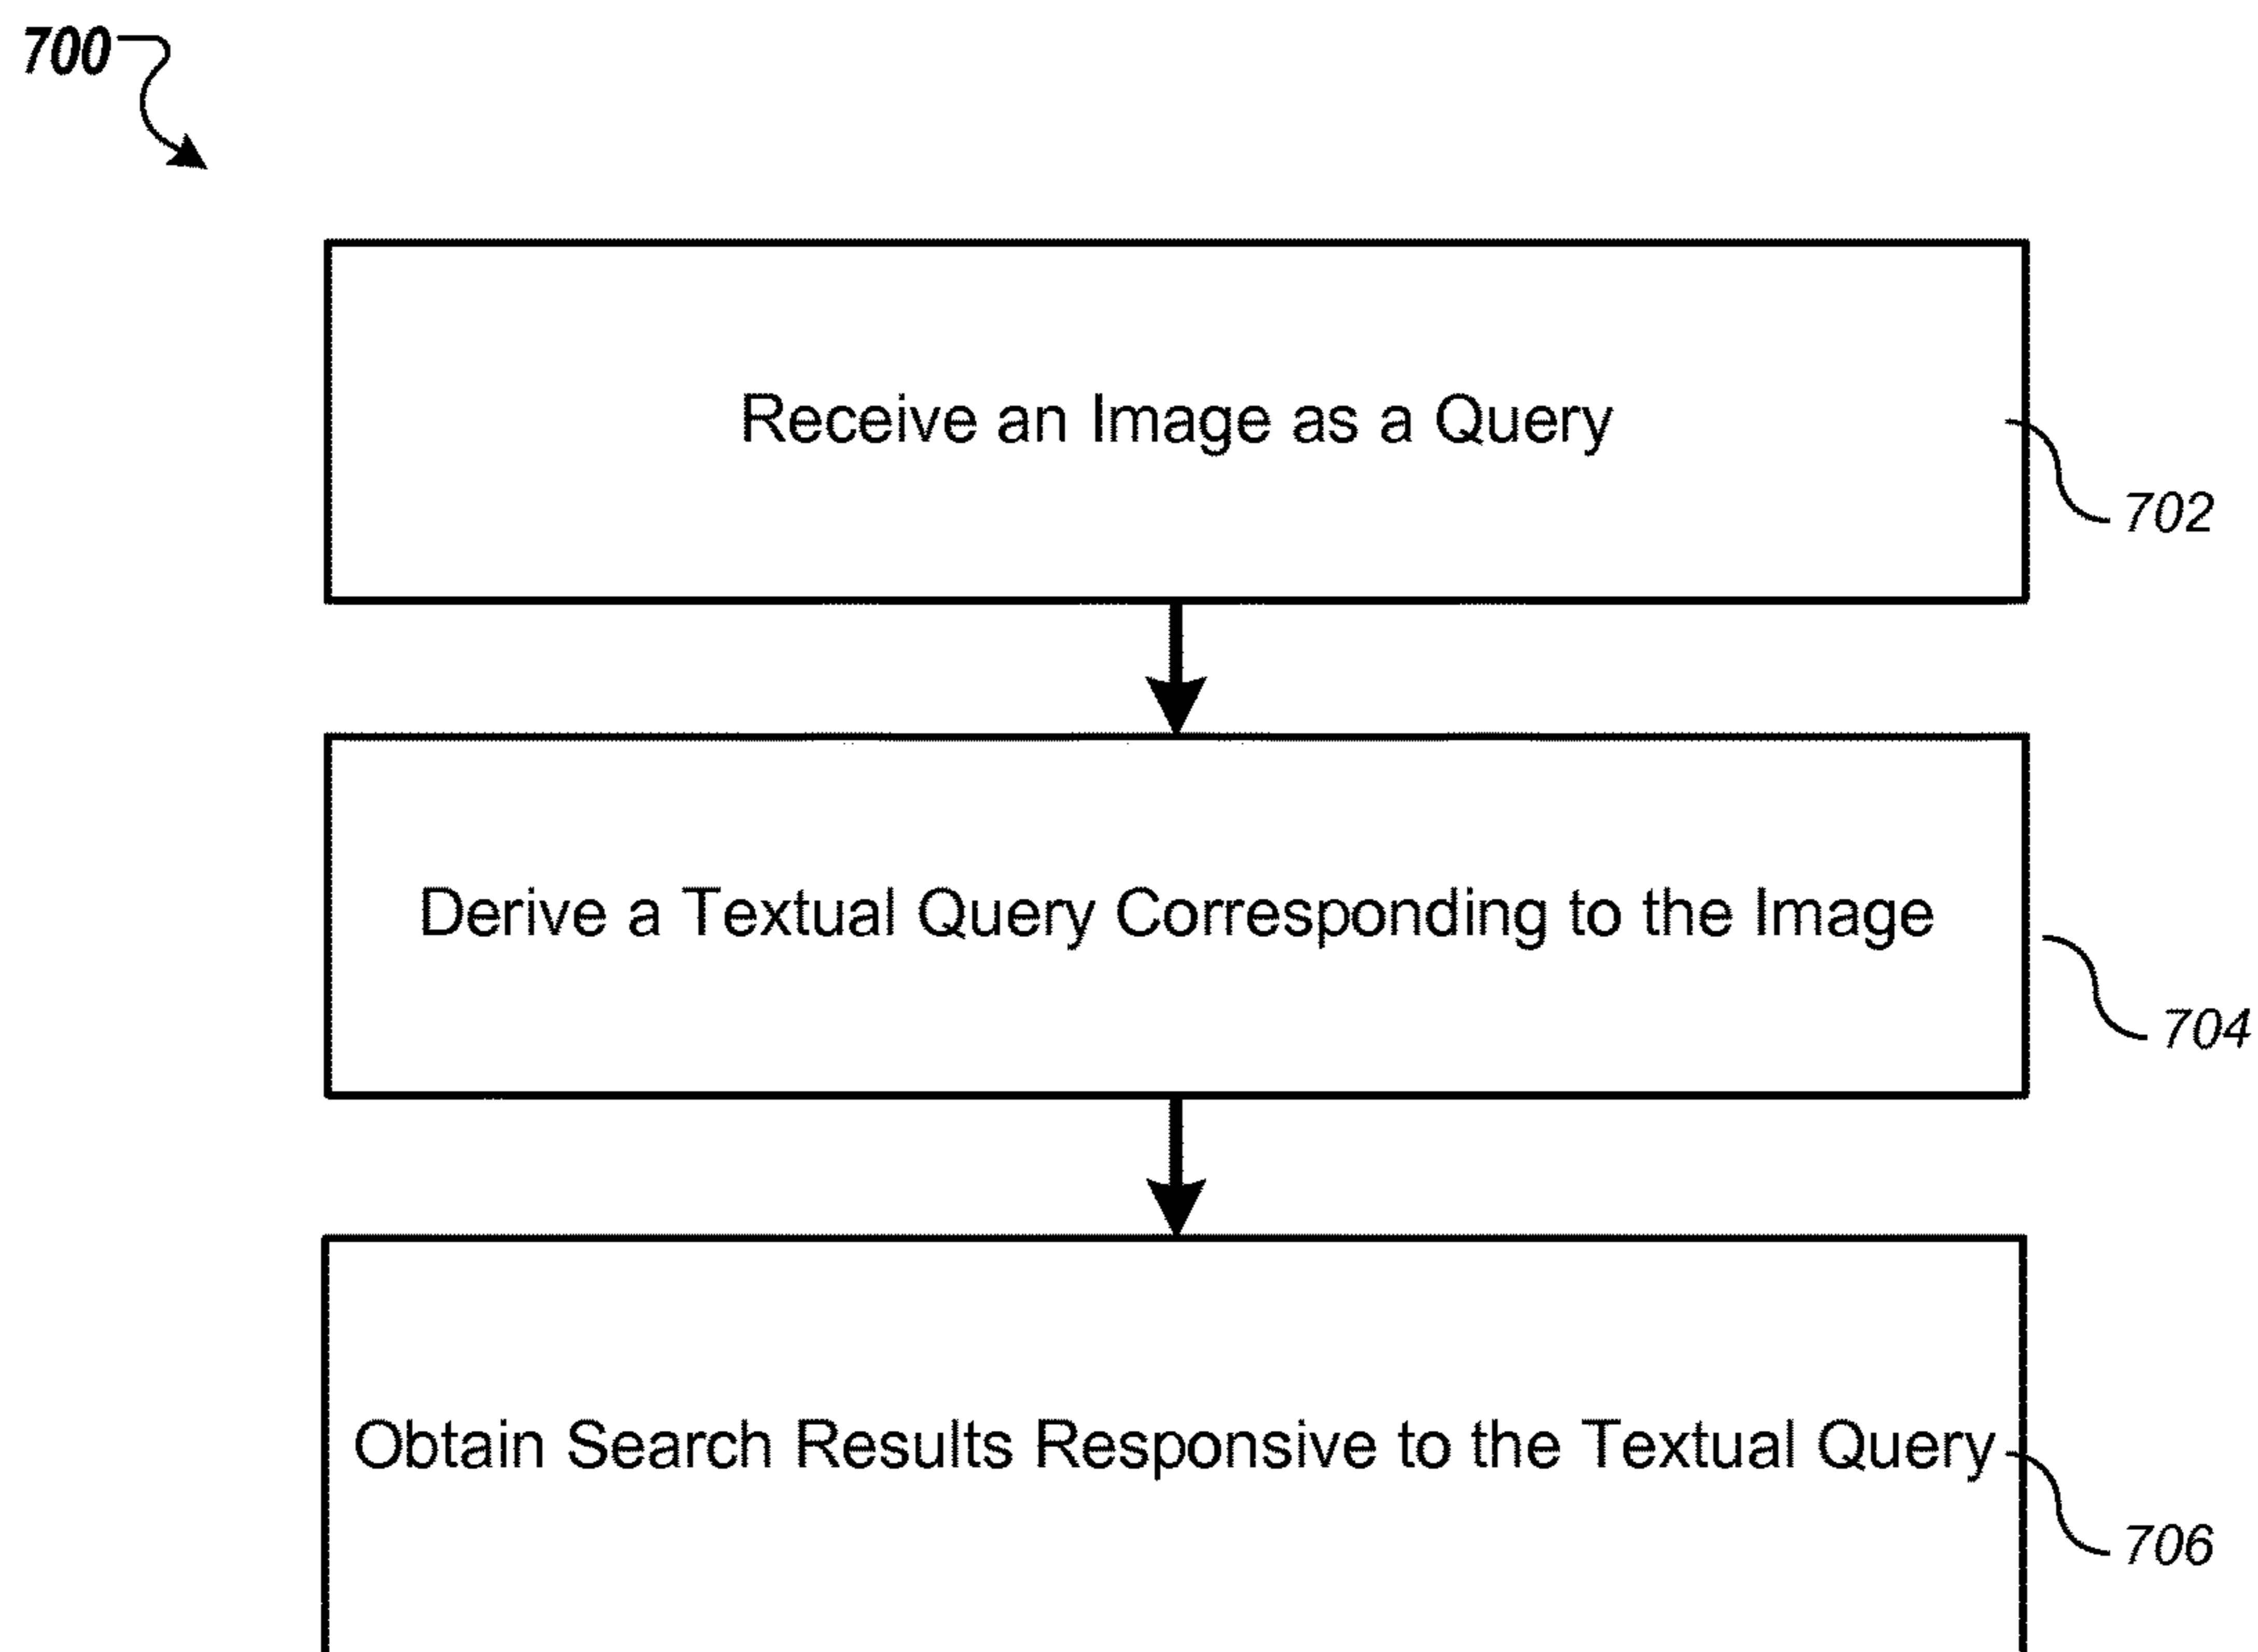 700
Receive an Image as a Query
702
Derive a Textual Query Corresponding to the Image
704
Obtain Search Results Responsive to the Textual Query
706